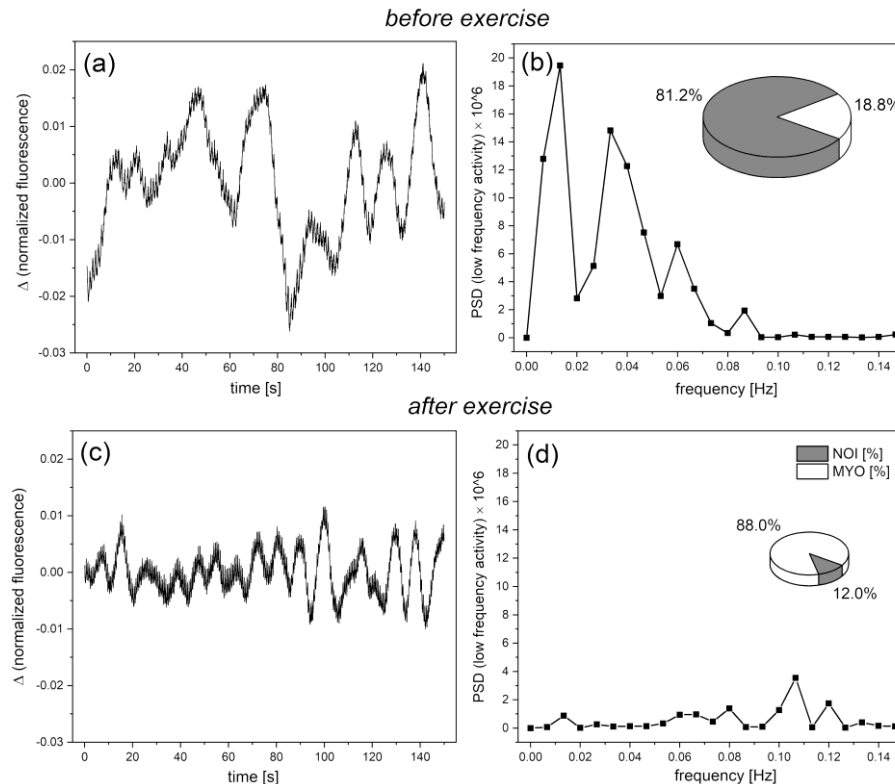 before exercise
(a)
Δ (normalized fluorescence)
0.02
0.01
0.00
-0.01
-0.02
-0.03
0 20 40 60 80 100 120 140
time [s]
(b)
PSD (low frequency activity) × 10^6
20
18
16
14
12
10
8
6
4
2
0
81.2%
18.8%
0.00 0.02 0.04 0.06 0.08 0.10 0.12 0.14
frequency [Hz]
after exercise
(c)
Δ (normalized fluorescence)
0.02
0.01
0.00
-0.01
-0.02
-0.03
0 20 40 60 80 100 120 140
time [s]
(d)
PSD (low frequency activity) × 10^6
20
18
16
14
12
10
8
6
4
2
0
NOI [%]
MYO [%]
88.0%
12.0%
0.00 0.02 0.04 0.06 0.08 0.10 0.12 0.14
frequency [Hz]